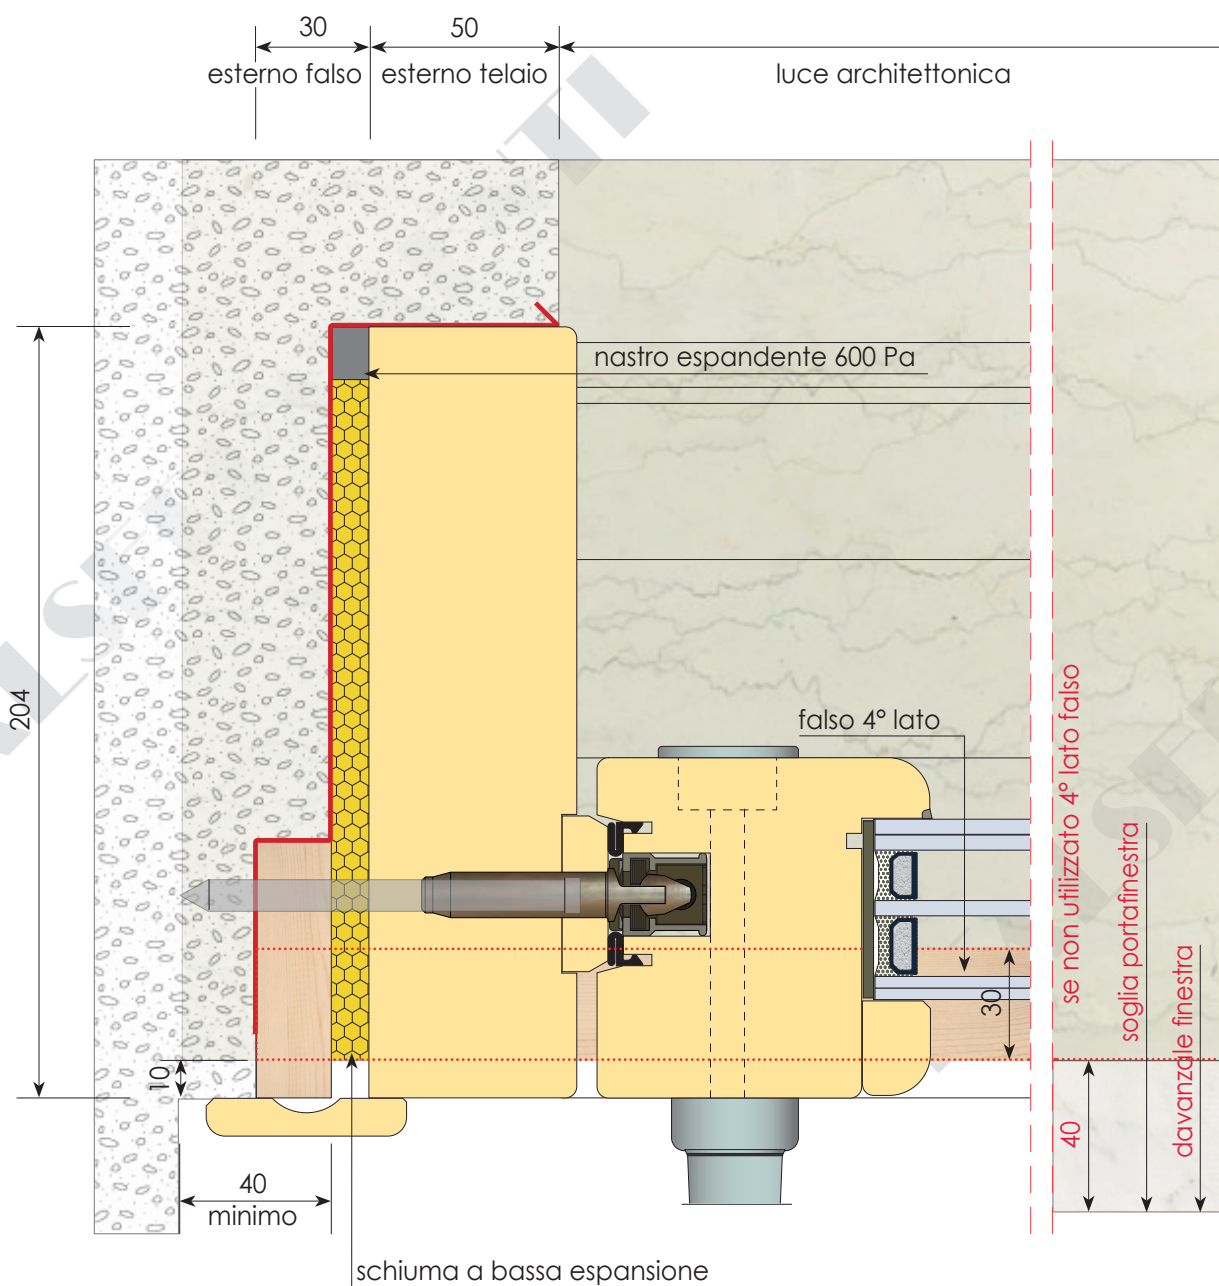 30
50
esterno falso
esterno telaio
luce architettonica
nastro espandente 600 Pa
204
falso 4° lato
se non utilizzato 4° lato falso
soglia portafinestra
davanzale finestra
30
10
40
40
minimo
schiuma a bassa espansione